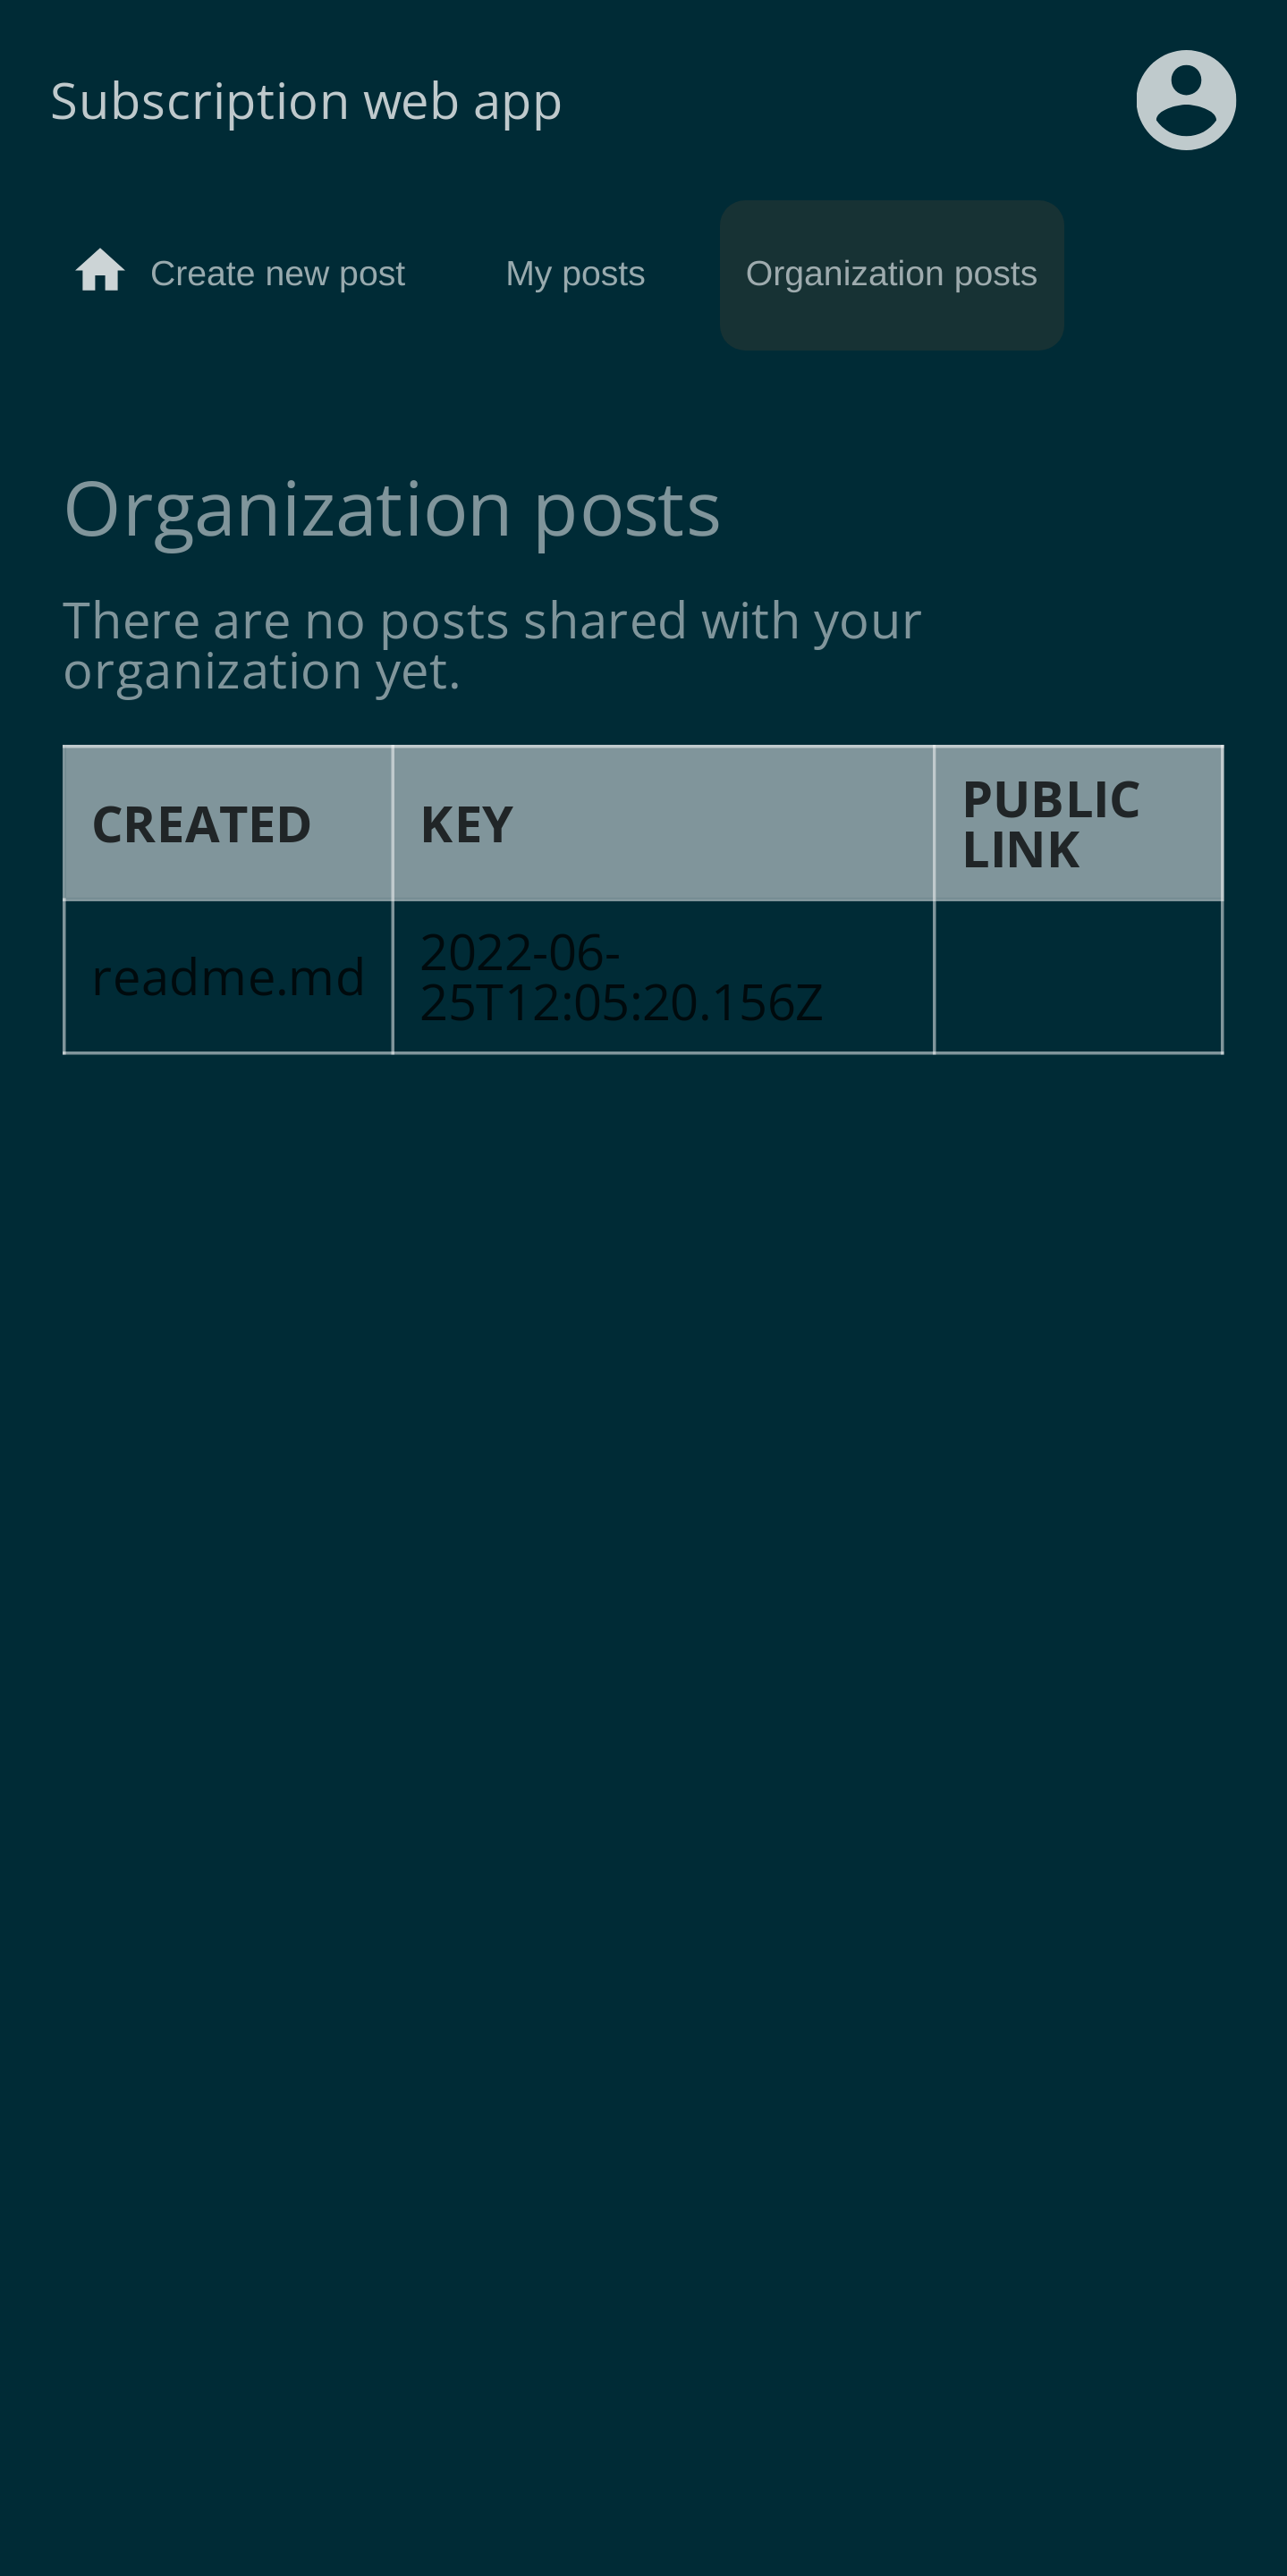 Subscription web app
Create new post
My posts
Organization posts
Organization posts
There are no posts shared with your
organization yet.
CREATED
KEY
PUBLIC
LINK
readme.md
2022-06-
25T12:05:20.156Z